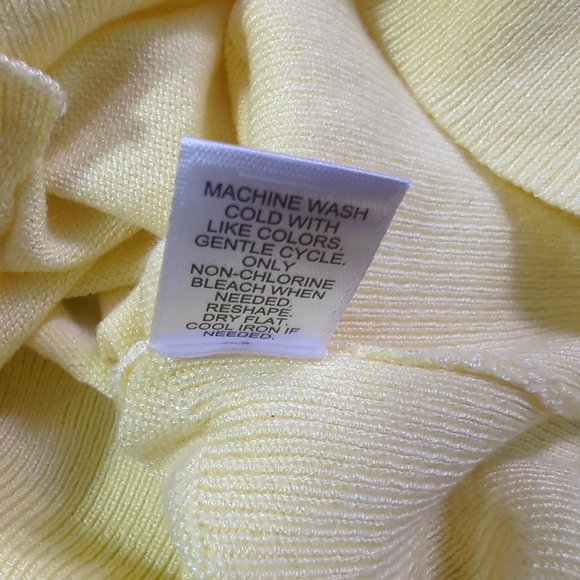 MACHINE WASH
COLD WITH
LIKE COLORS.
GENTLE CYCLE.
ONLY
NON-CHLORINE
BLEACH WHEN
NEEDED.
RESHAPE.
DRY FLAT.
COOL IRON IF
NEEDED.